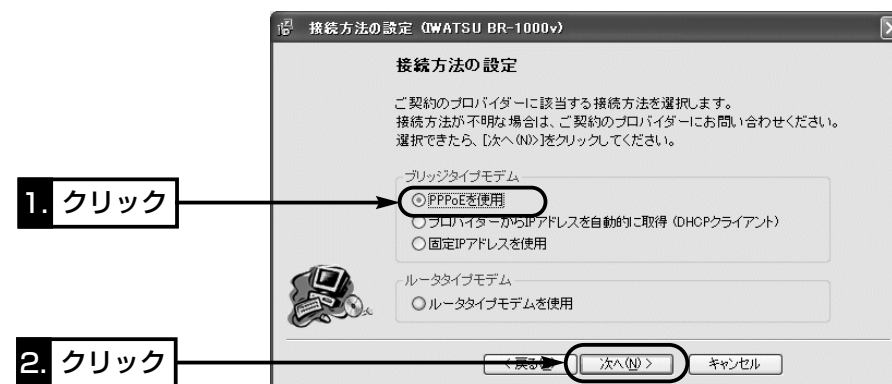 接続方法の設定 (IWATSU BR-1000v)
接続方法の設定
ご契約のプロバイダーに該当する接続方法を選択します。
接続方法が不明な場合は、ご契約のプロバイダーにお問い合わせください。
選択できたら、[次へ(N)>]をクリックしてください。
ブリッジタイプモデム
1. クリック
PPPoEを使用
プロバイダーからIPアドレスを自動的に取得 (DHCPクライアント)
固定IPアドレスを使用
ルータタイプモデム
ルータタイプモデムを使用
2. クリック
< 戻る
次へ(N) >
キャンセル